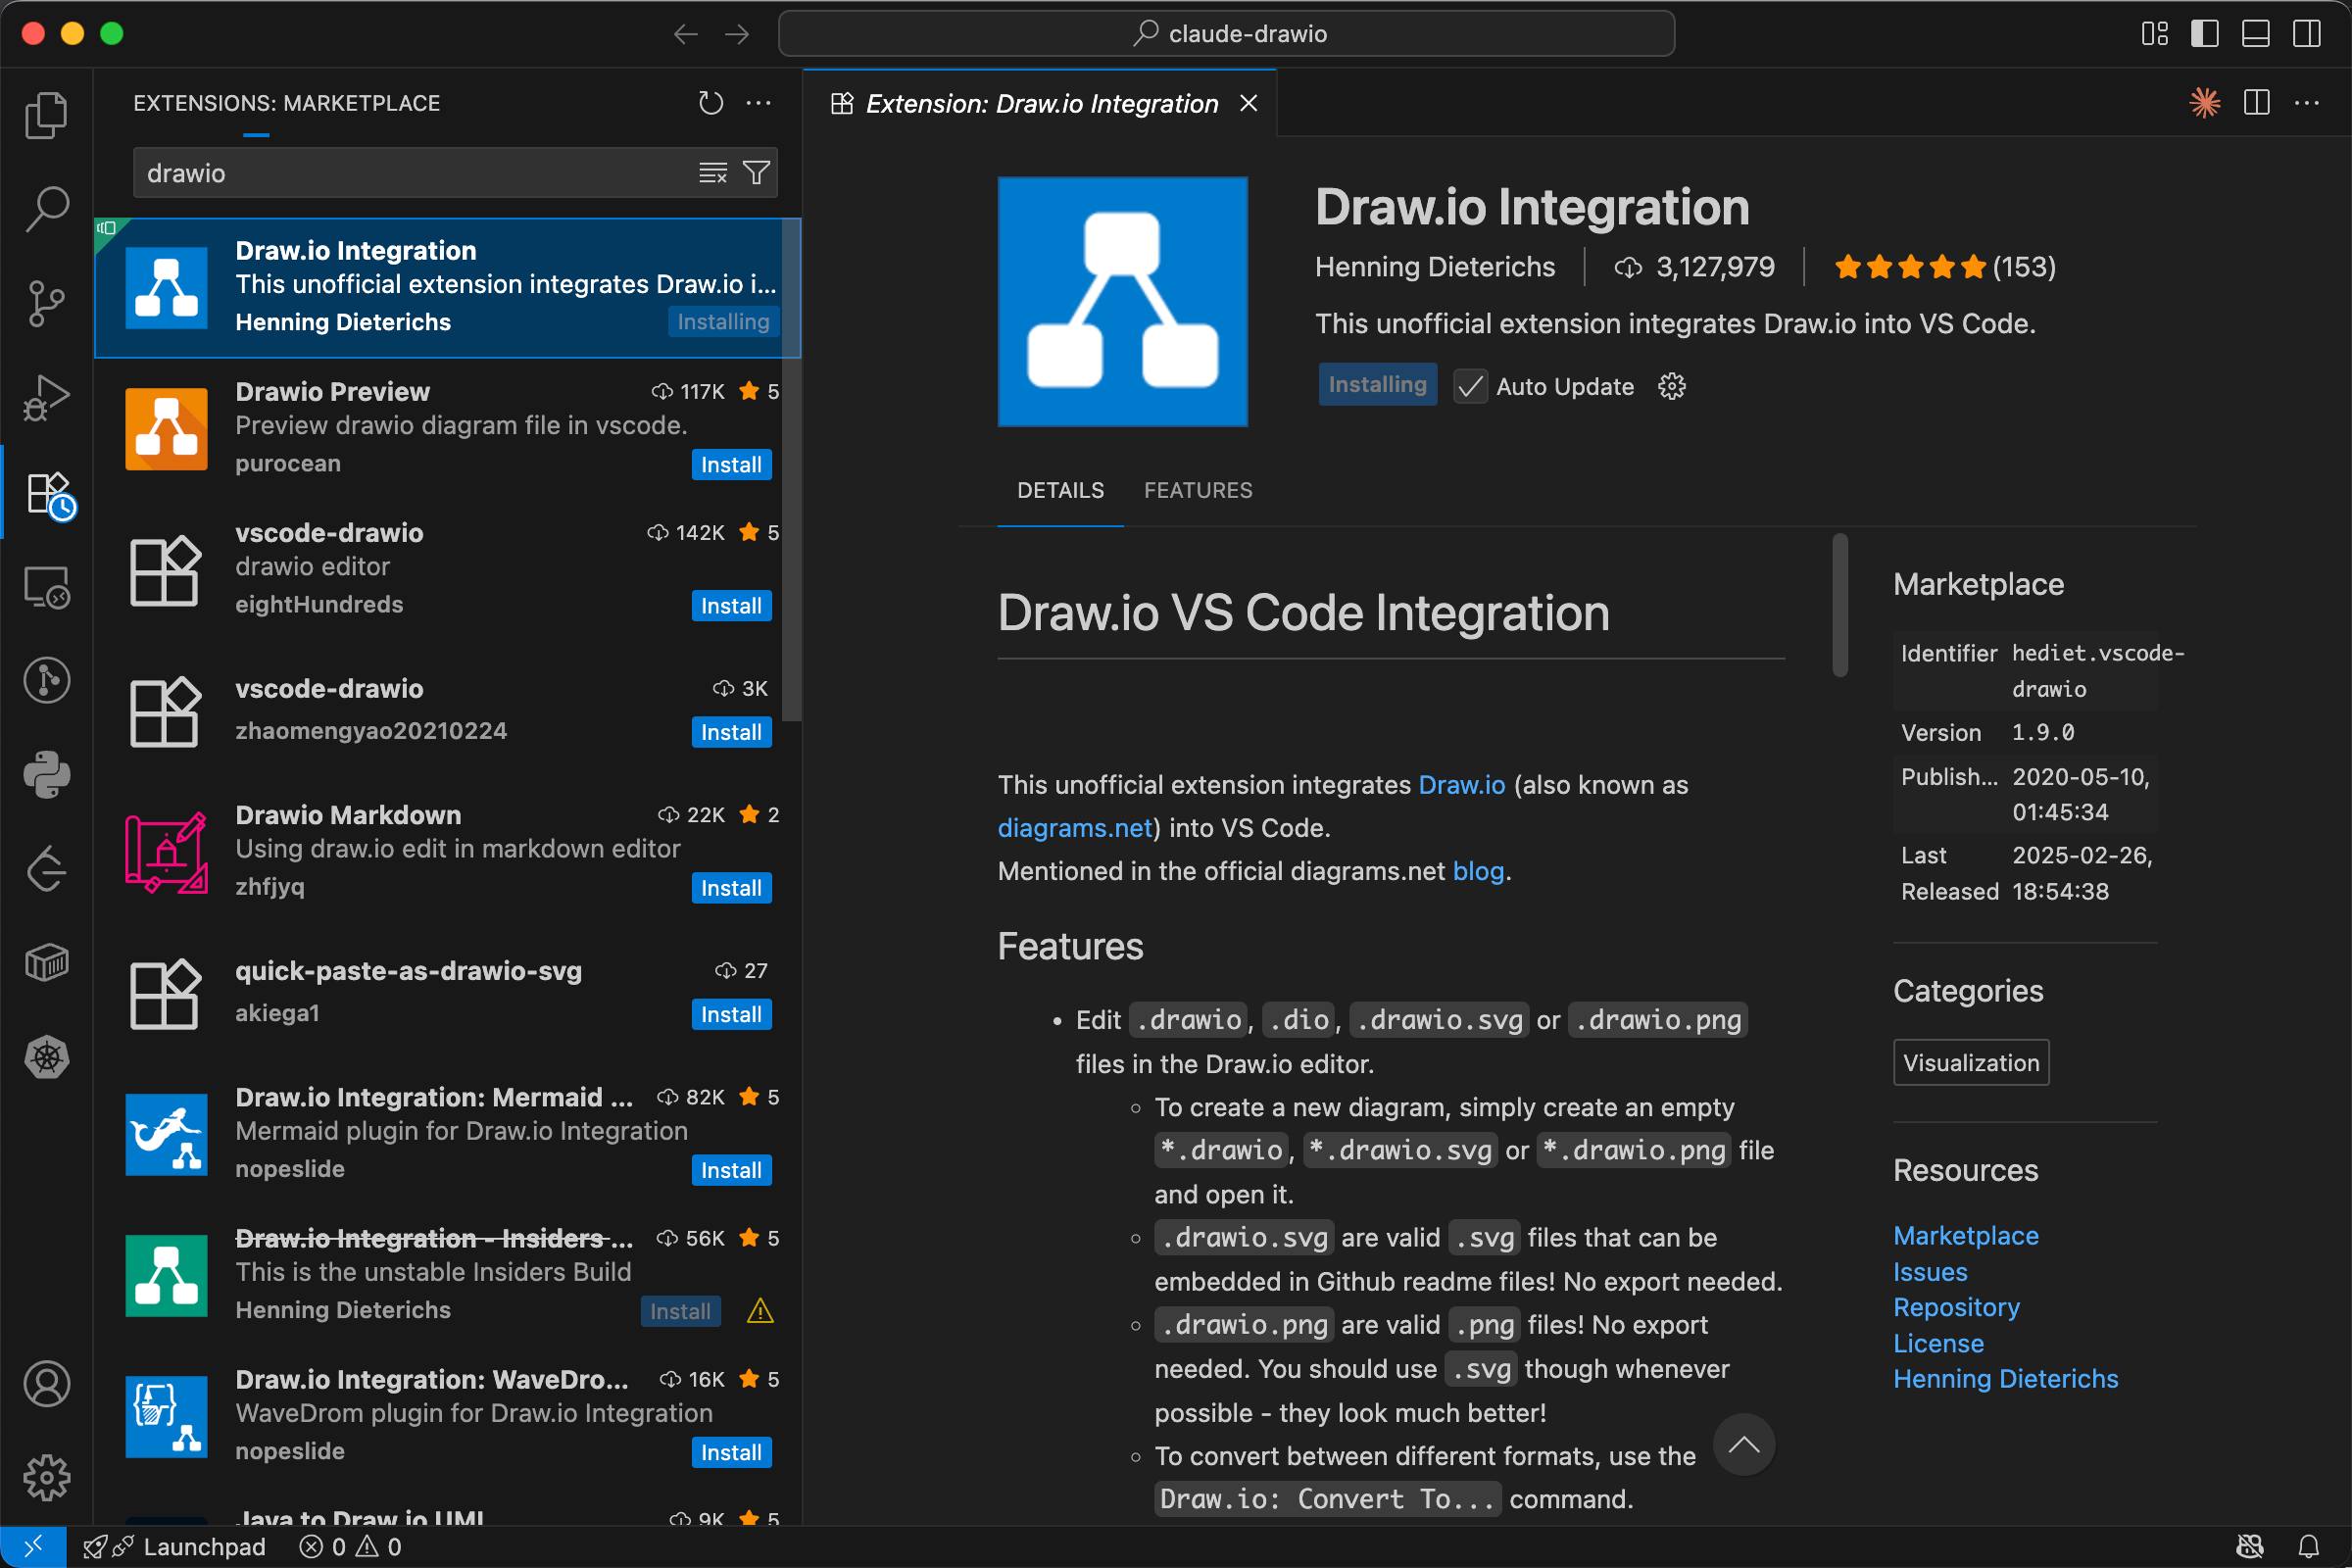 claude-drawio
EXTENSIONS: MARKETPLACE
drawio
Draw.io Integration
This unofficial extension integrates Draw.io i...
Henning Dieterichs
Installing
Drawio Preview
117K
5
Preview drawio diagram file in vscode.
purocean
Install
vscode-drawio
142K
5
drawio editor
eightHundreds
Install
vscode-drawio
3K
zhaomengyao20210224
Install
Drawio Markdown
22K
2
Using draw.io edit in markdown editor
zhfjyq
Install
quick-paste-as-drawio-svg
27
akiega1
Install
Draw.io Integration: Mermaid ...
82K
5
Mermaid plugin for Draw.io Integration
nopeslide
Install
Draw.io Integration - Insiders ...
56K
5
This is the unstable Insiders Build
Henning Dieterichs
Install
Draw.io Integration: WaveDro...
16K
5
WaveDrom plugin for Draw.io Integration
nopeslide
Install
Java to Draw io UML
9K
5
Extension: Draw.io Integration
Draw.io Integration
Henning Dieterichs
3,127,979
(153)
This unofficial extension integrates Draw.io into VS Code.
Installing
Auto Update
DETAILS
FEATURES
Draw.io VS Code Integration
This unofficial extension integrates Draw.io (also known as
diagrams.net) into VS Code.
Mentioned in the official diagrams.net blog.
Features
• Edit .drawio, .dio, .drawio.svg or .drawio.png
files in the Draw.io editor.
◦ To create a new diagram, simply create an empty
*.drawio, *.drawio.svg or *.drawio.png file
and open it.
◦ .drawio.svg are valid .svg files that can be
embedded in Github readme files! No export needed.
◦ .drawio.png are valid .png files! No export
needed. You should use .svg though whenever
possible - they look much better!
◦ To convert between different formats, use the
Draw.io: Convert To... command.
Marketplace
Identifier hediet.vscode-
drawio
Version 1.9.0
Publish... 2020-05-10,
01:45:34
Last 2025-02-26,
Released 18:54:38
Categories
Visualization
Resources
Marketplace
Issues
Repository
License
Henning Dieterichs
Launchpad
0
0